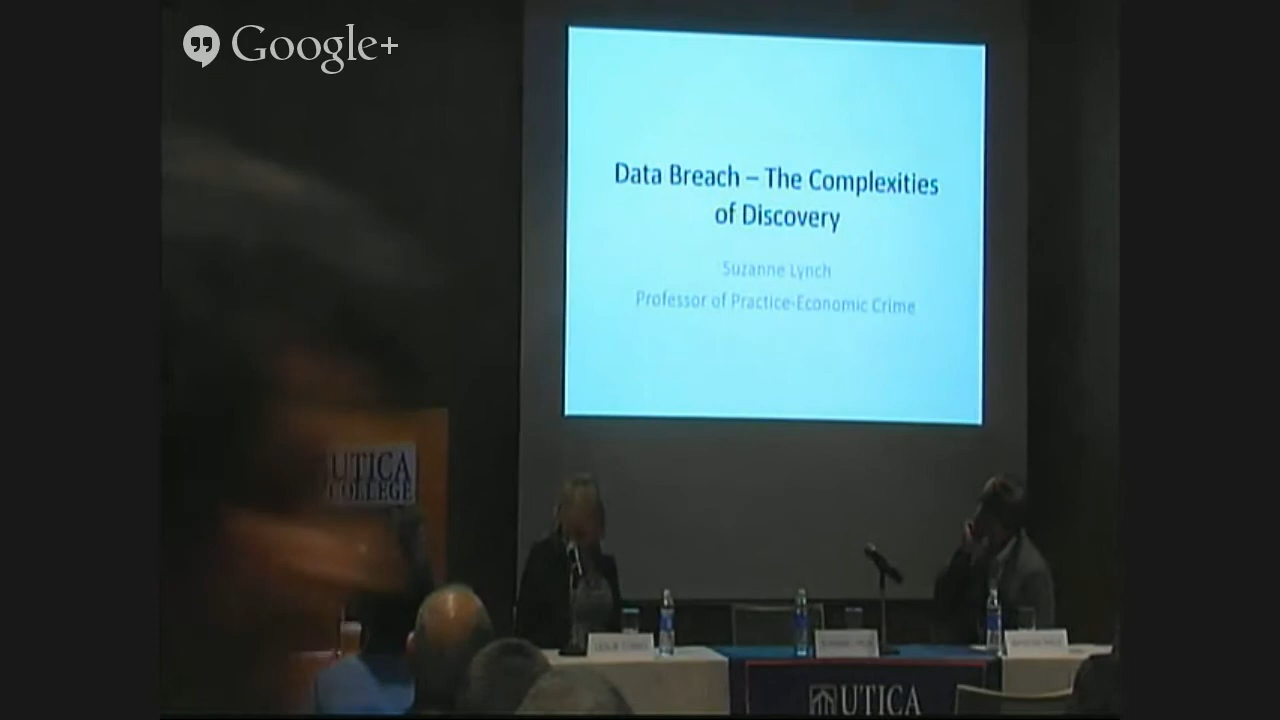 Google+
Data Breach – The Complexities
of Discovery
Suzanne Lynch
Professor of Practice-Economic Crime
UTICA
COLLEGE
UTICA